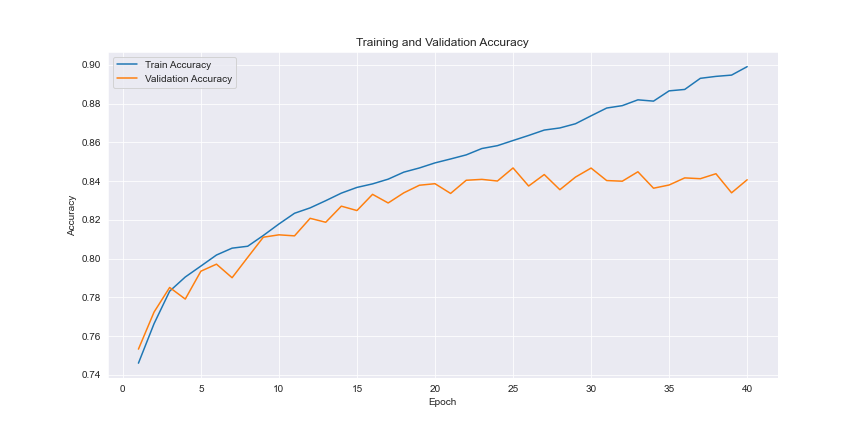 Training and Validation Accuracy
Train Accuracy
Validation Accuracy
0.90
0.88
0.86
0.84
0.82
0.80
0.78
0.76
0.74
Accuracy
0 5 10 15 20 25 30 35 40
Epoch